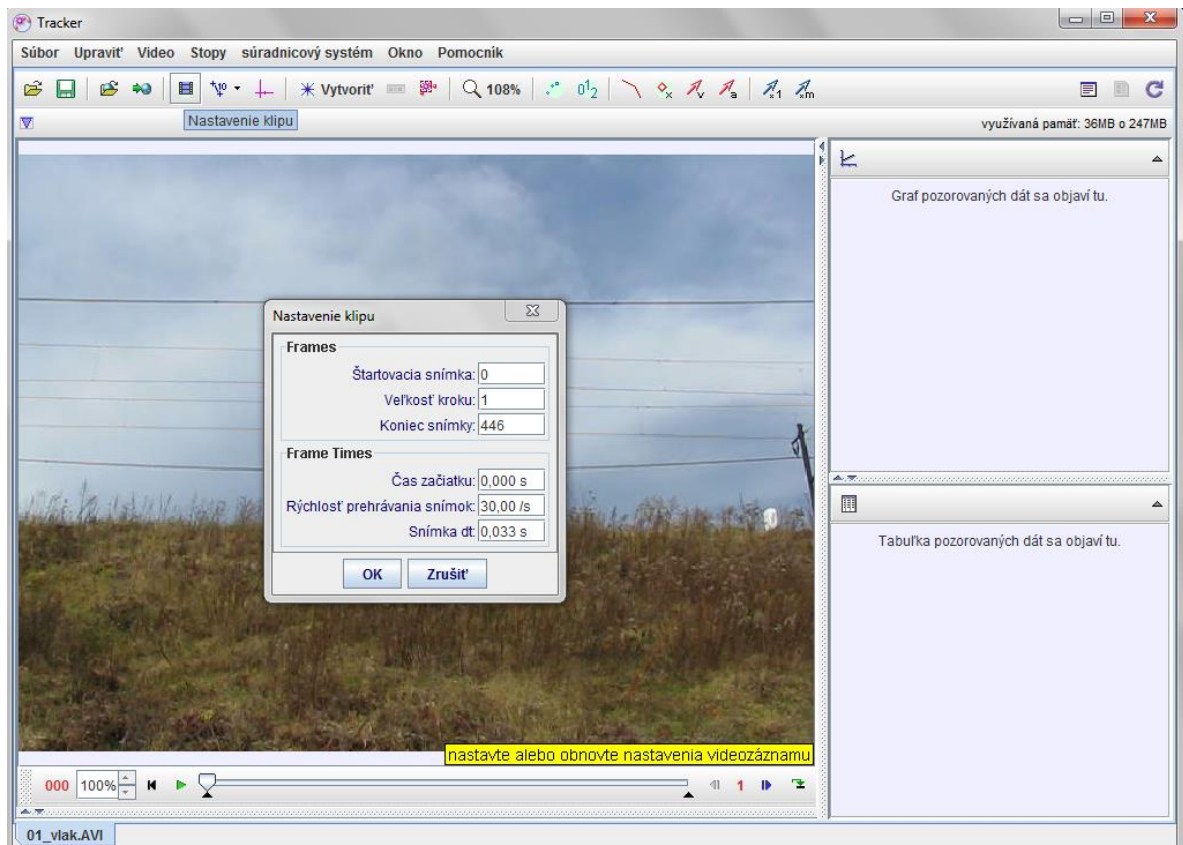 Tracker
Súbor Upraviť Video Stopy súradnicový systém Okno Pomocník
Vytvoriť 108%
Nastavenie klipu
využívaná pamäť: 36MB o 247MB
Graf pozorovaných dát sa objaví tu.
Nastavenie klipu
Frames
Štartovacia snímka: 0
Veľkosť kroku: 1
Koniec snímky: 446
Frame Times
Čas začiatku: 0,000 s
Rýchlosť prehrávania snímok: 30,00 /s
Snímka dt: 0,033 s
OK Zrušiť
Tabuľka pozorovaných dát sa objaví tu.
nastavte alebo obnovte nastavenia videozáznamu
000 100% 1
01_vlak.AVI